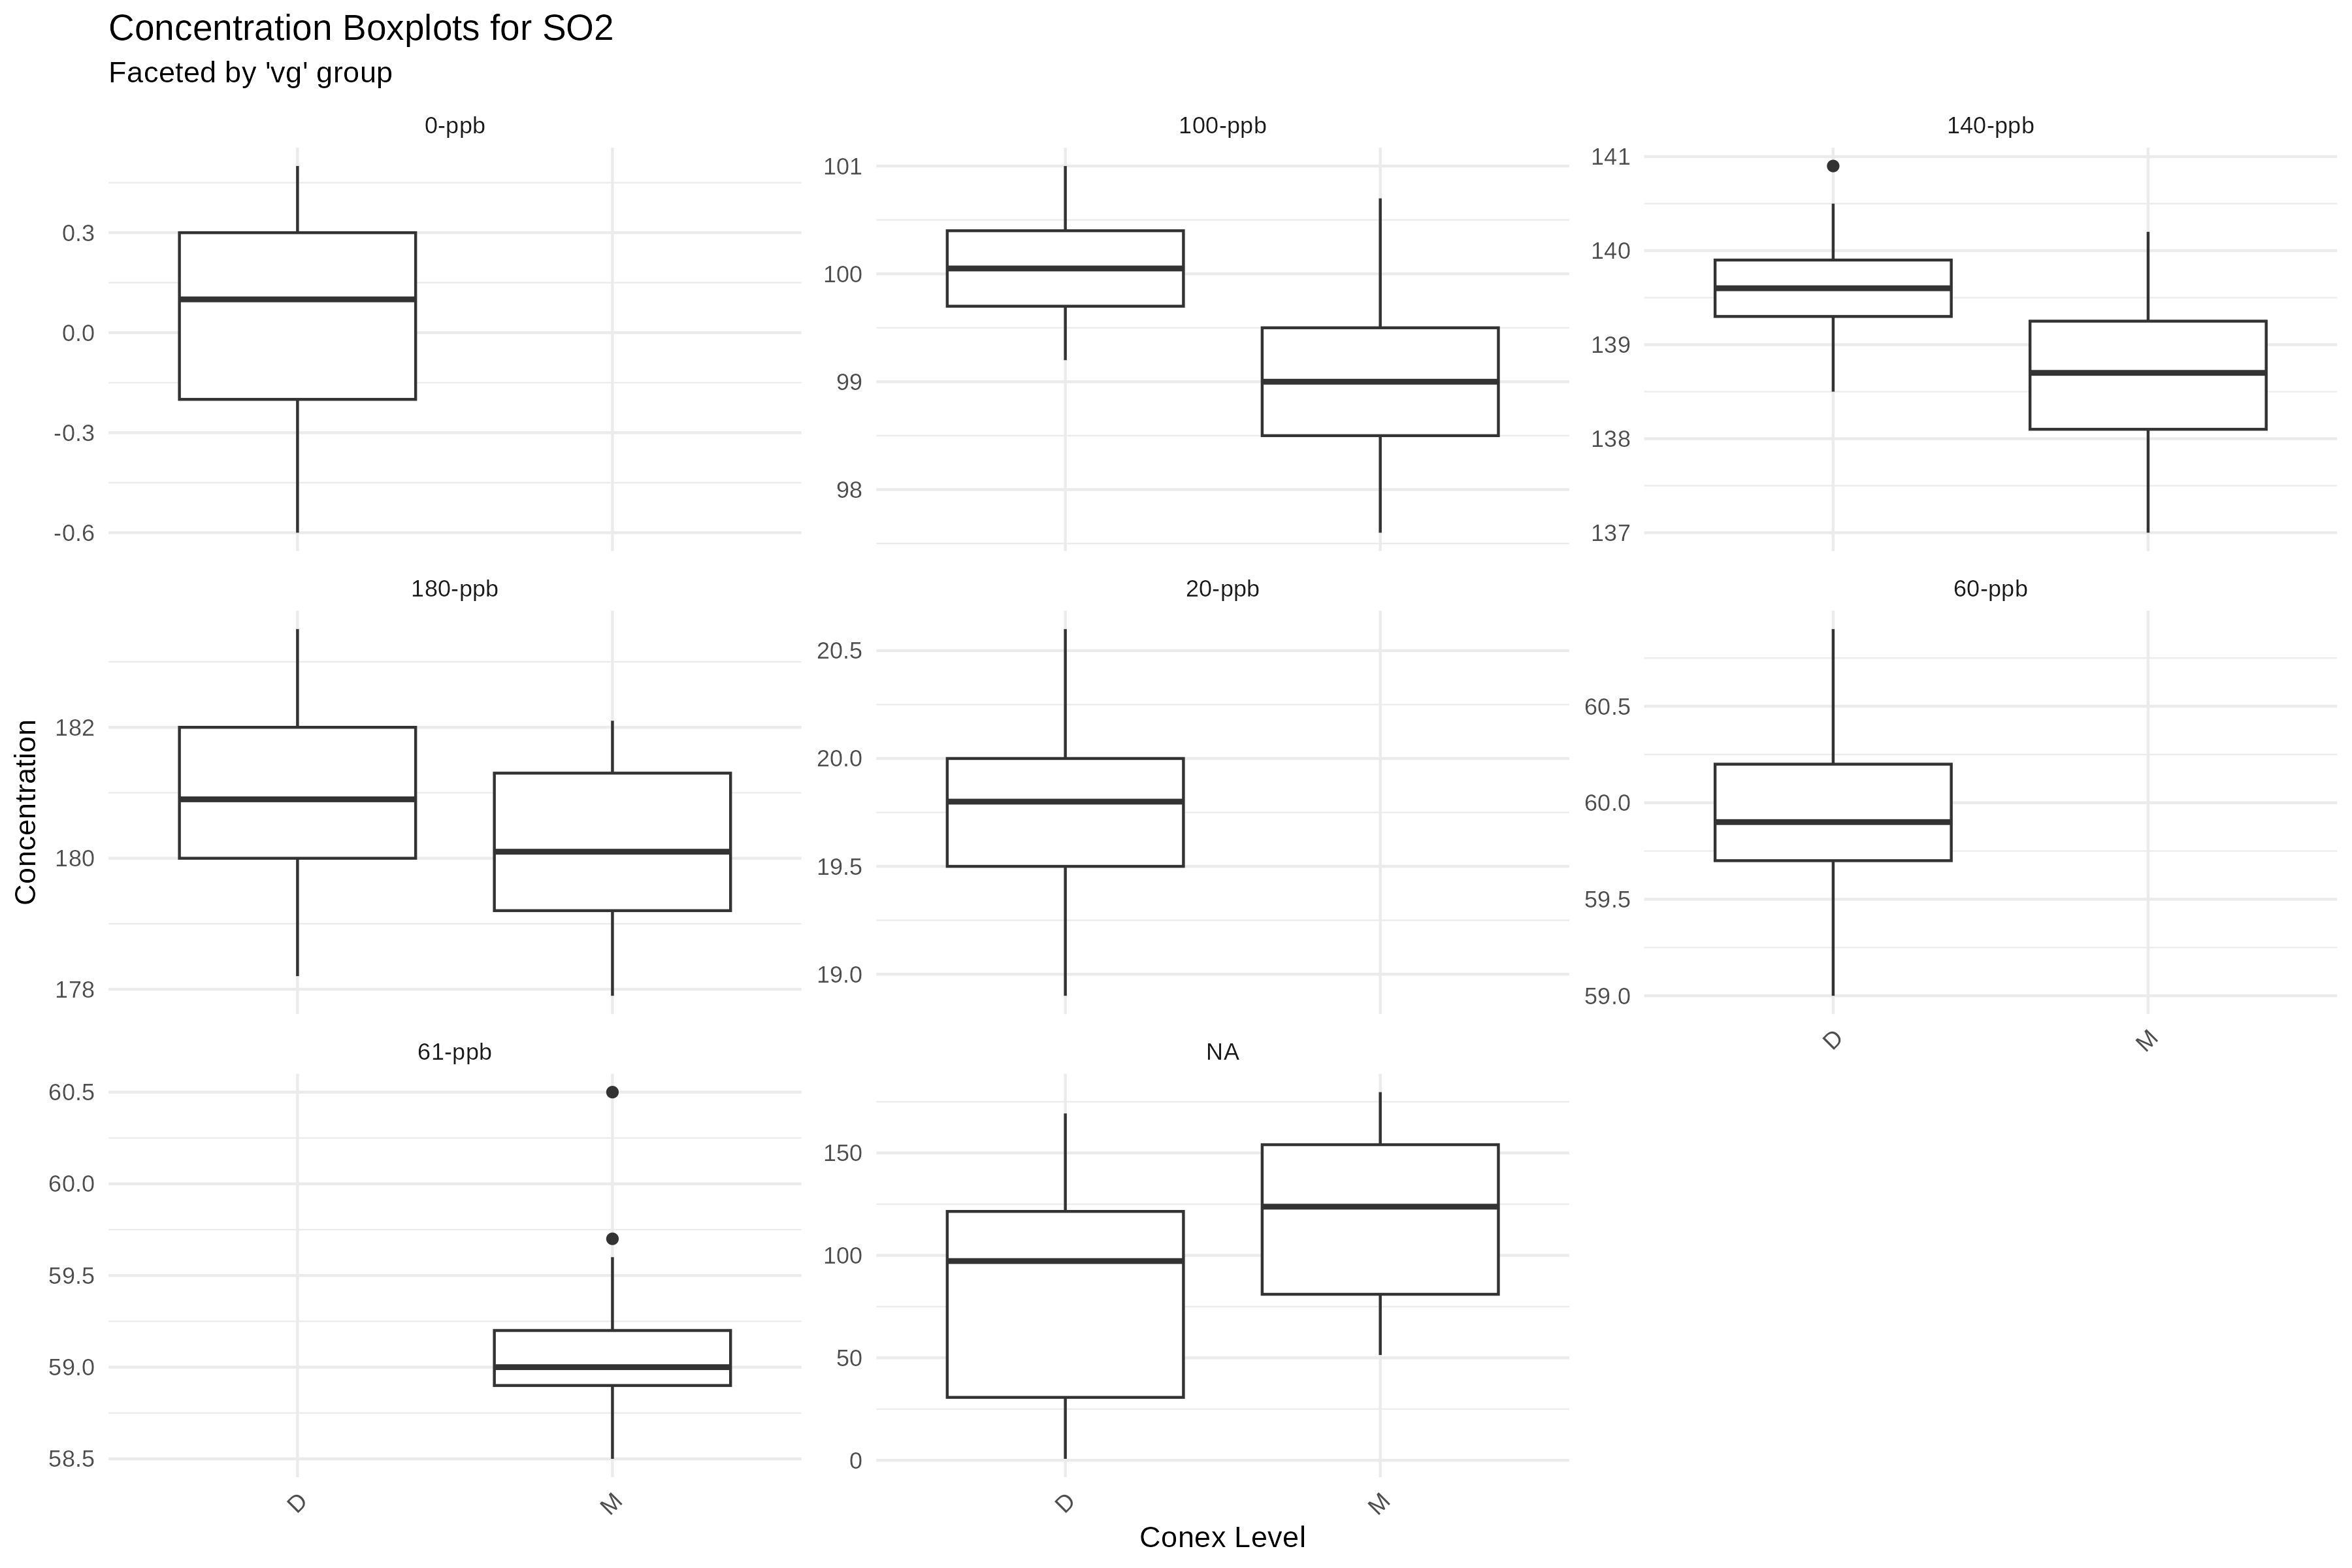 Concentration Boxplots for SO2
Faceted by 'vg' group
0-ppb
0.3
0.0
-0.3
-0.6
100-ppb
101
100
99
98
140-ppb
141
140
139
138
137
180-ppb
182
180
178
20-ppb
20.5
20.0
19.5
19.0
60-ppb
60.5
60.0
59.5
59.0
D M
61-ppb
60.5
60.0
59.5
59.0
58.5
D M
NA
150
100
50
0
D M
Concentration
Conex Level